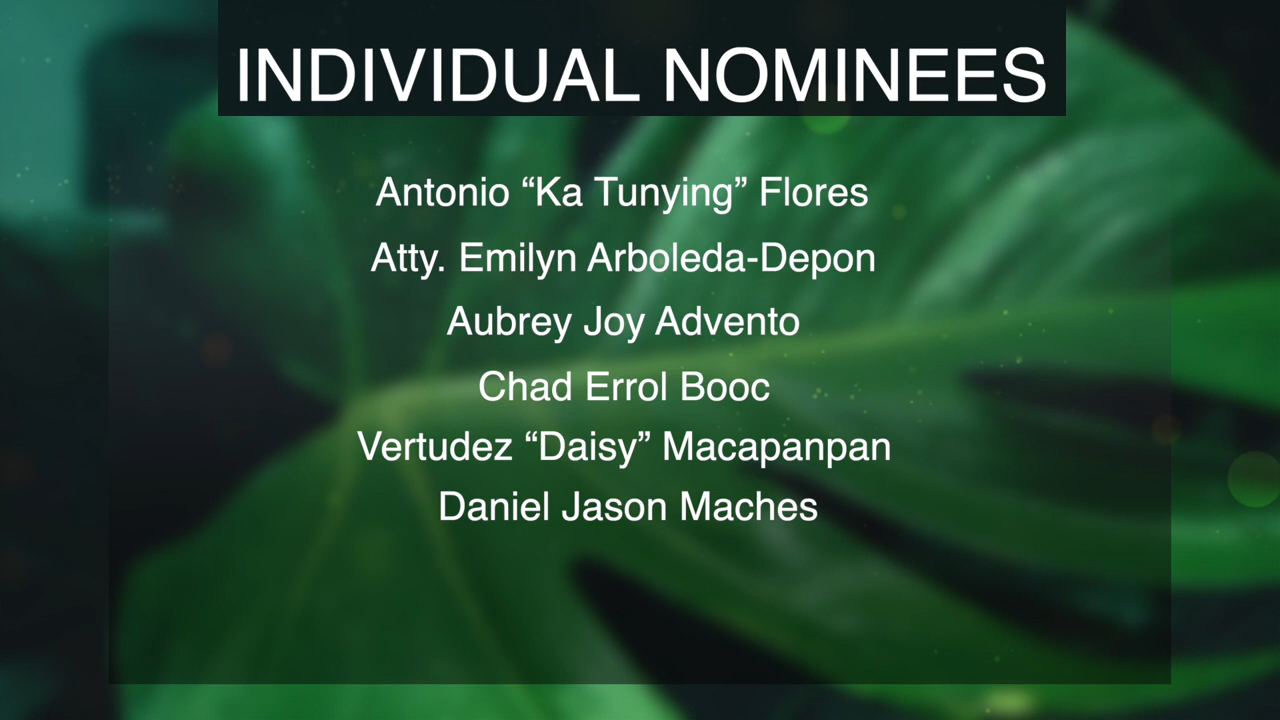 INDIVIDUAL NOMINEES
Antonio “Ka Tunying” Flores
Atty. Emilyn Arboleda-Depon
Aubrey Joy Advento
Chad Errol Booc
Vertudez “Daisy” Macapanpan
Daniel Jason Maches